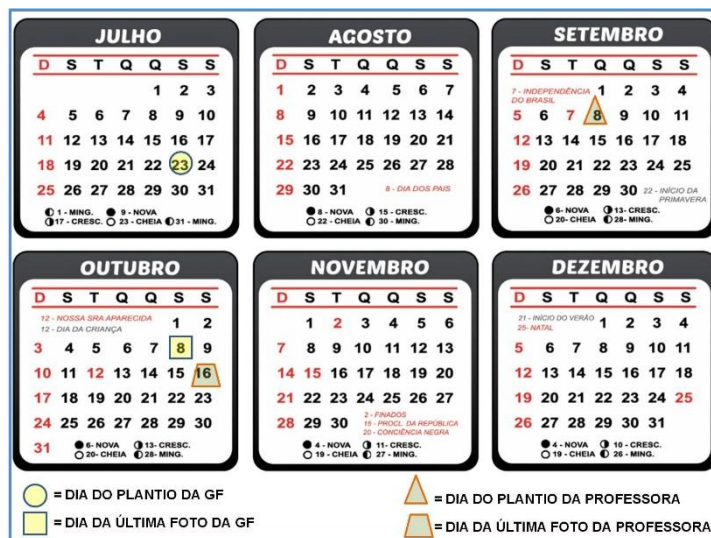 JULHO
D S T Q Q S S
1 2 3
4 5 6 7 8 9 10
11 12 13 14 15 16 17
18 19 20 21 22 23 24
25 26 27 28 29 30 31
1 - MING. 9 - NOVA
17 - CRESC. 23 - CHEIA 31 - MING.
AGOSTO
D S T Q Q S S
1 2 3 4 5 6 7
8 9 10 11 12 13 14
15 16 17 18 19 20 21
22 23 24 25 26 27 28
29 30 31 8 - DIA DOS PAIS
8 - NOVA 15 - CRESC.
22 - CHEIA 30 - MING.
SETEMBRO
D S T Q Q S S
7 - INDEPENDÊNCIA
DO BRASIL
1 2 3 4
5 6 7 8 9 10 11
12 13 14 15 16 17 18
19 20 21 22 23 24 25
26 27 28 29 30 22 - INÍCIO DA
PRIMAVERA
6- NOVA 13- CRESC.
20- CHEIA 28- MING.
OUTUBRO
D S T Q Q S S
12 - NOSSA SRA APARECIDA
12 - DIA DA CRIANÇA
1 2
3 4 5 6 7 8 9
10 11 12 13 14 15 16
17 18 19 20 21 22 23
24 25 26 27 28 29 30
31 6- NOVA 13- CRESC.
20- CHEIA 28- MING.
NOVEMBRO
D S T Q Q S S
1 2 3 4 5 6
7 8 9 10 11 12 13
14 15 16 17 18 19 20
21 22 23 24 25 26 27
28 29 30 2 - FINADOS
15 - PROCL. DA REPÚBLICA
20 - CONCIÊNCIA NEGRA
4 - NOVA 11- CRESC.
19 - CHEIA 27 - MING.
DEZEMBRO
D S T Q Q S S
21 - INÍCIO DO VERÃO
25- NATAL
1 2 3 4
5 6 7 8 9 10 11
12 13 14 15 16 17 18
19 20 21 22 23 24 25
26 27 28 29 30 31
4 - NOVA 10 - CRESC.
19 - CHEIA 26 - MING.
= DIA DO PLANTIO DA GF
= DIA DA ÚLTIMA FOTO DA GF
= DIA DO PLANTIO DA PROFESSORA
= DIA DA ÚLTIMA FOTO DA PROFESSORA